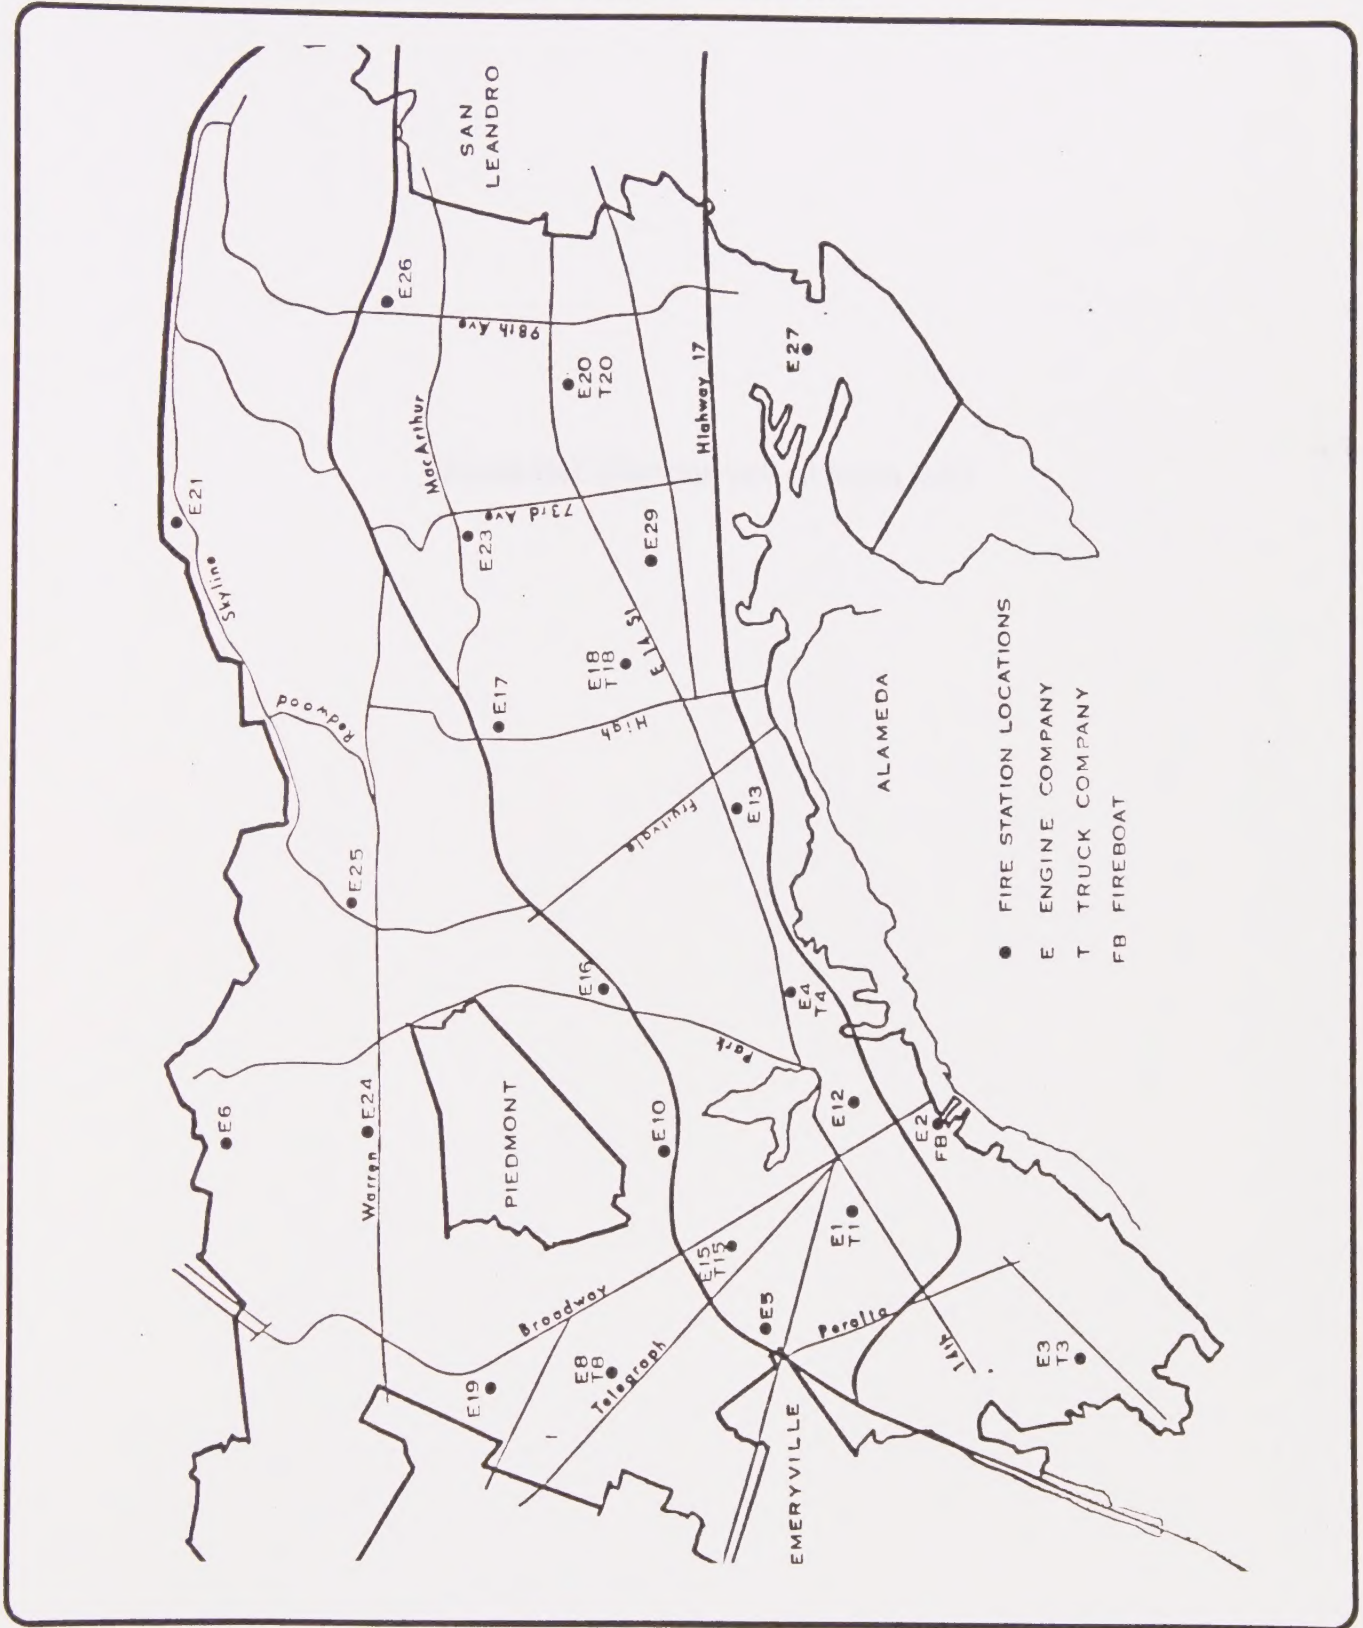 SAN
LEANDRO
E26
98th Ave
E27
E20
T20
Hiahway 17
MacArthur
E21
73rd Ave
E23
E29
Skyline
E 14 St
E18
T18
Redwood
E17
High
ALAMEDA
E13
Fruitvale
E25
E16
E4
T4
Park
E6
Warren
E24
PIEDMONT
E10
E12
E2
FB
E1
T1
E15
T15
Broadway
E5
Peralta
14th
E3
T3
E8
T8
Telegraph
E19
EMERYVILLE
● FIRE STATION LOCATIONS
E ENGINE COMPANY
T TRUCK COMPANY
FB FIREBOAT